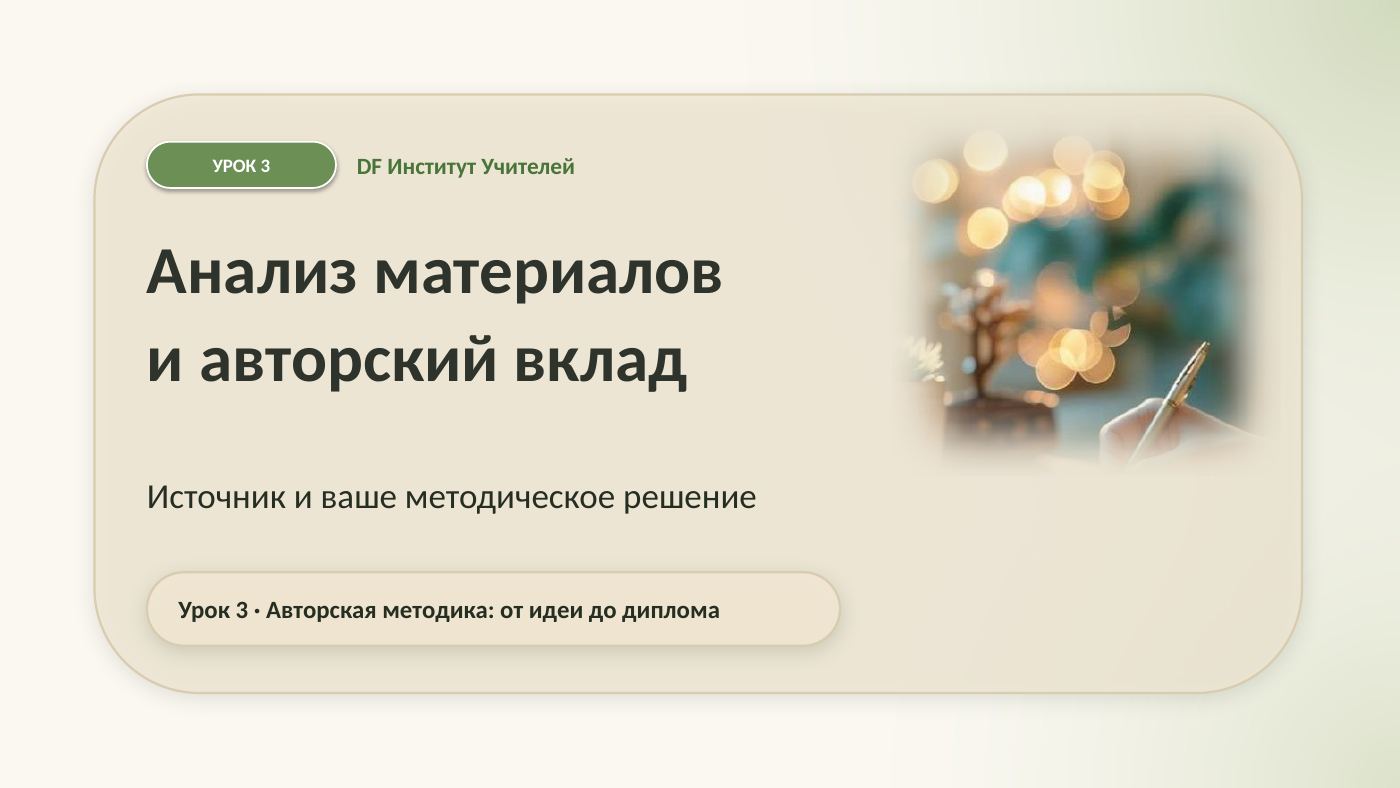 УРОК 3
DF Институт Учителей
Анализ материалов
и авторский вклад
Источник и ваше методическое решение
Урок 3 · Авторская методика: от идеи до диплома